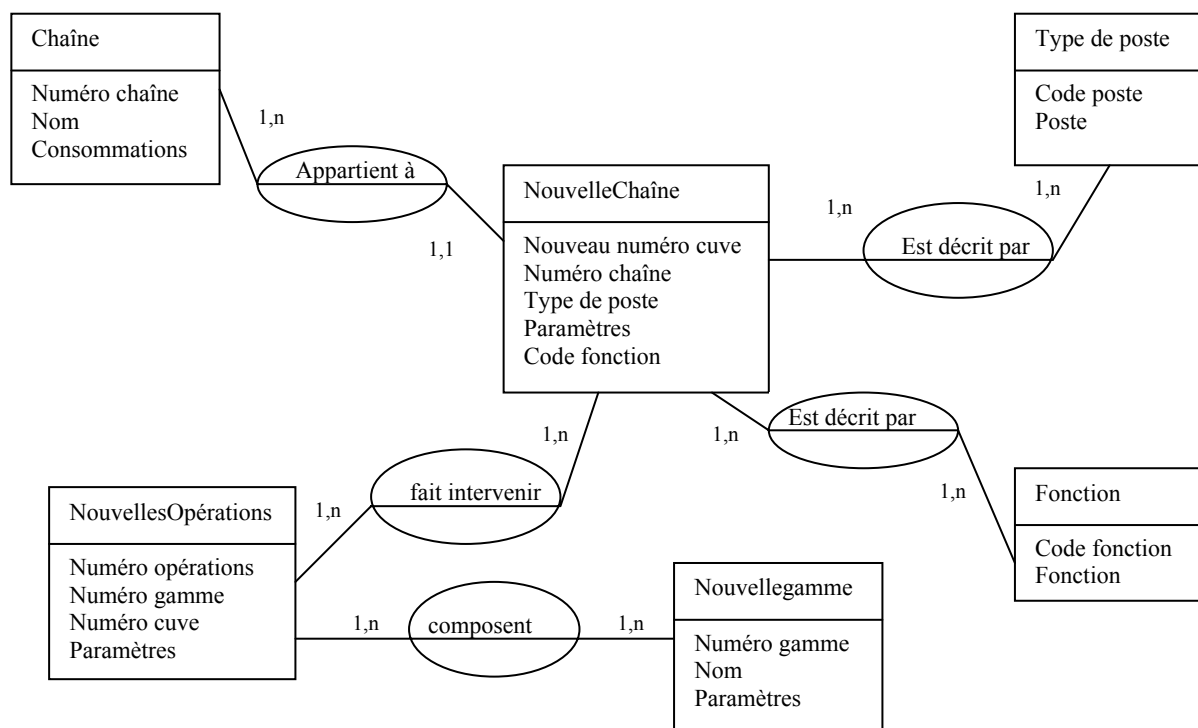 Chaîne
Numéro chaîne
Nom
Consommations
1,n
Appartient à
1,1
Type de poste
Code poste
Poste
1,n
1,n
Est décrit par
NouvelleChaîne
Nouveau numéro cuve
Numéro chaîne
Type de poste
Paramètres
Code fonction
1,n
Est décrit par
1,n
Fonction
Code fonction
Fonction
1,n
fait intervenir
1,n
NouvellesOpérations
Numéro opérations
Numéro gamme
Numéro cuve
Paramètres
1,n
composent
1,n
Nouvellegamme
Numéro gamme
Nom
Paramètres